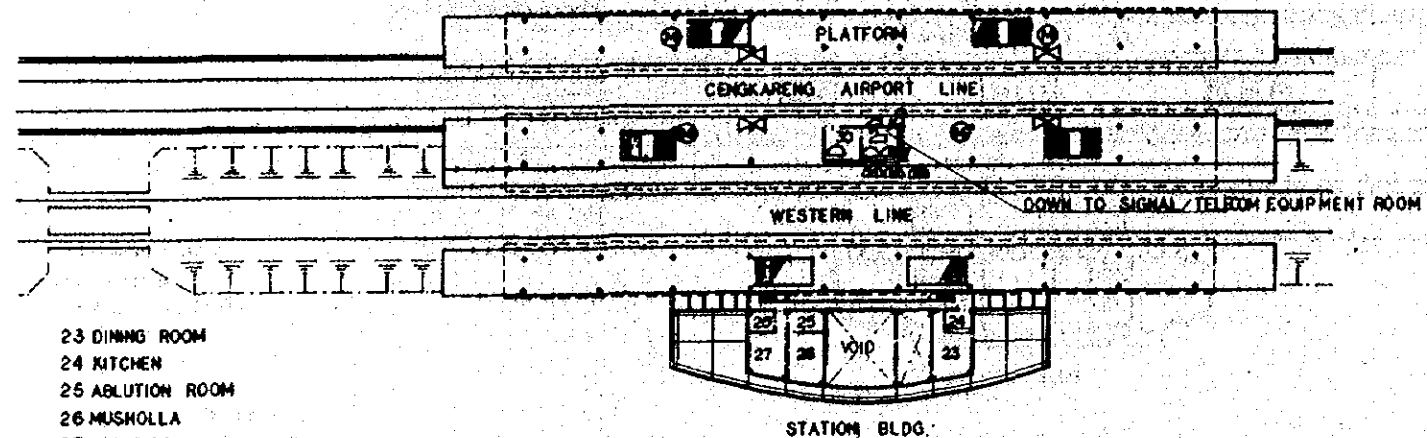 PLATFORM
CENGKARENG AIRPORT LINE
WESTERN LINE
DOWN TO SIGNAL/TELECOM EQUIPMENT ROOM
26 25 24
27 28 VOID 23
23 DINING ROOM
24 KITCHEN
25 ABLUTION ROOM
26 MUSHOLLA
STATION BLDG.